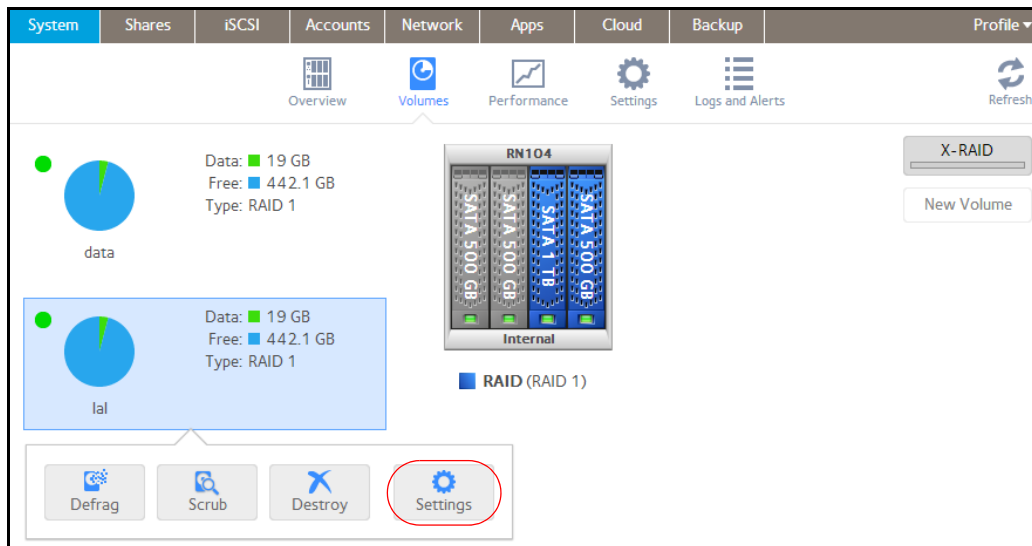 System Shares iSCSI Accounts Network Apps Cloud Backup Profile
Overview Volumes Performance Settings Logs and Alerts Refresh
Data: 19 GB
Free: 442.1 GB
Type: RAID 1
data
RN104
SATA 500 GB
SATA 500 GB
SATA 1 TB
SATA 500 GB
Internal
RAID (RAID 1)
X-RAID
New Volume
Data: 19 GB
Free: 442.1 GB
Type: RAID 1
lal
Defrag Scrub Destroy Settings